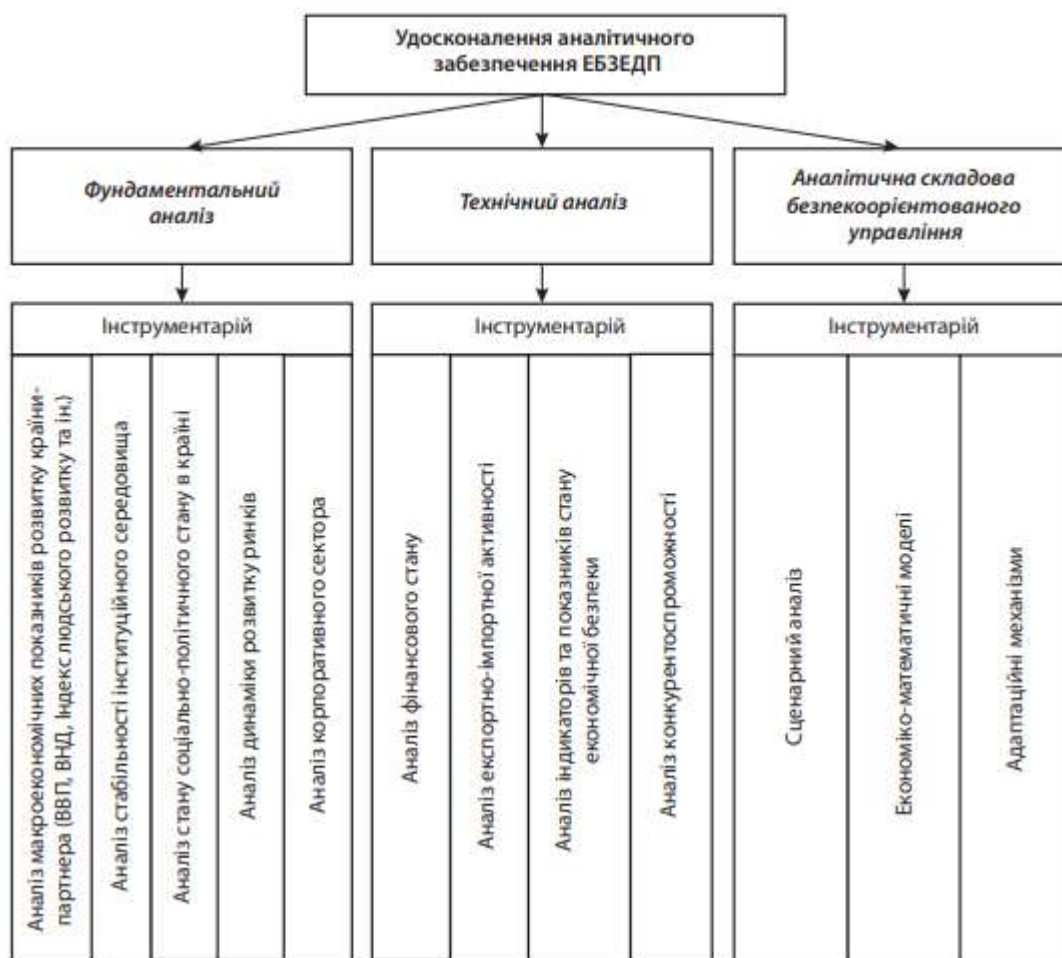 Удосконалення аналітичного
забезпечення ЕБЗЕДП
Фундаментальний
аналіз
Технічний аналіз
Аналітична складова
безпекоорієнтованого
управління
Інструментарій
Інструментарій
Інструментарій
Аналіз макроекономічних показників розвитку країни-
партнера (ВВП, ВНД, Індекс людського розвитку та ін.)
Аналіз стабільності інституційного середовища
Аналіз стану соціально-політичного стану в країні
Аналіз динаміки розвитку ринків
Аналіз корпоративного сектора
Аналіз фінансового стану
Аналіз експортно-імпортної активності
Аналіз індикаторів та показників стану
економічної безпеки
Аналіз конкурентоспроможності
Сценарний аналіз
Економіко-математичні моделі
Адаптаційні механізми